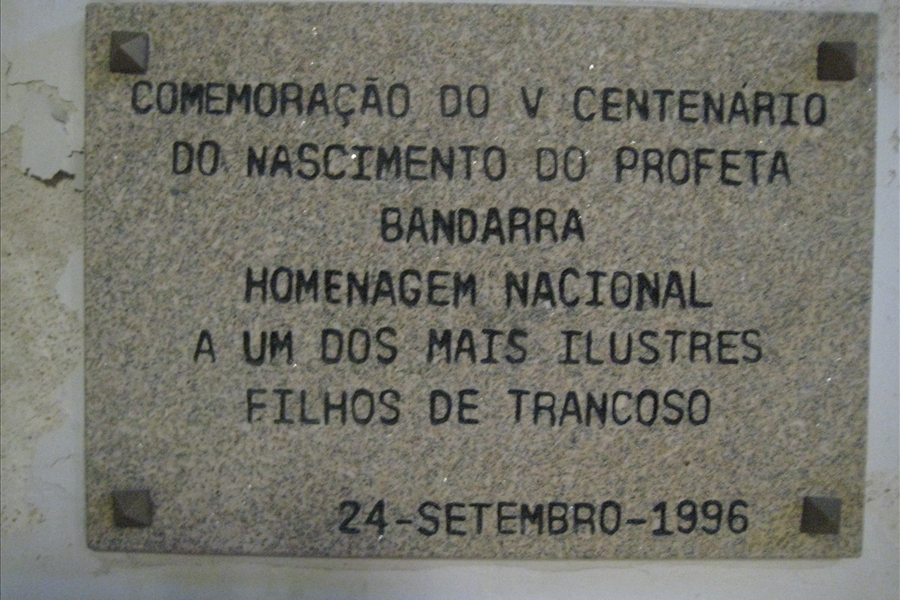 COMEMORAÇÃO DO V CENTENÁRIO
DO NASCIMENTO DO PROFETA
BANDARRA
HOMENAGEM NACIONAL
A UM DOS MAIS ILUSTRES
FILHOS DE TRANCOSO
24-SETEMBRO-1996